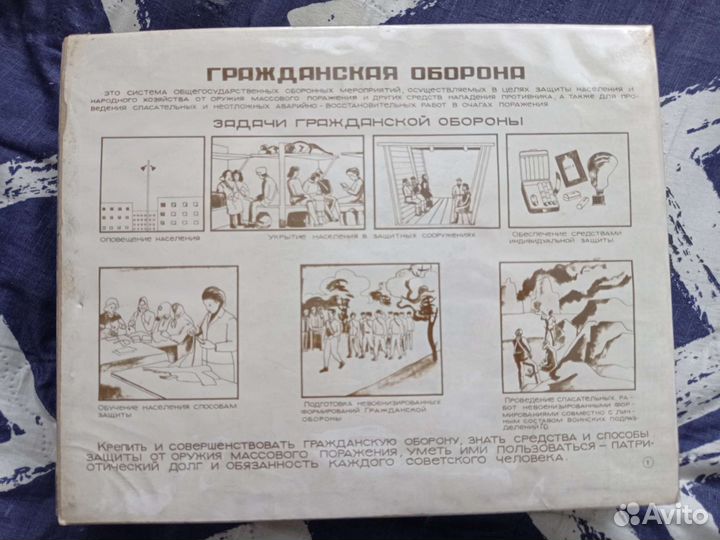 ГРАЖДАНСКАЯ ОБОРОНА
ЭТО СИСТЕМА ОБЩЕГОСУДАРСТВЕННЫХ ОБОРОННЫХ МЕРОПРИЯТИЙ, ОСУЩЕСТВЛЯЕМЫХ В ЦЕЛЯХ ЗАЩИТЫ НАСЕЛЕНИЯ И
НАРОДНОГО ХОЗЯЙСТВА ОТ ОРУЖИЯ МАССОВОГО ПОРАЖЕНИЯ И ДРУГИХ СРЕДСТВ НАПАДЕНИЯ ПРОТИВНИКА, А ТАКЖЕ ДЛЯ ПРО-
ВЕДЕНИЯ СПАСАТЕЛЬНЫХ И НЕОТЛОЖНЫХ АВАРИЙНО-ВОССТАНОВИТЕЛЬНЫХ РАБОТ В ОЧАГАХ ПОРАЖЕНИЯ
ЗАДАЧИ ГРАЖДАНСКОЙ ОБОРОНЫ
ОПОВЕЩЕНИЕ НАСЕЛЕНИЯ
УКРЫТИЕ НАСЕЛЕНИЯ В ЗАЩИТНЫХ СООРУЖЕНИЯХ
ОБЕСПЕЧЕНИЕ СРЕДСТВАМИ
ИНДИВИДУАЛЬНОЙ ЗАЩИТЫ
ОБУЧЕНИЕ НАСЕЛЕНИЯ СПОСОБАМ
ЗАЩИТЫ
ПОДГОТОВКА НЕВОЕНИЗИРОВАННЫХ
ФОРМИРОВАНИЙ ГРАЖДАНСКОЙ
ОБОРОНЫ
ПРОВЕДЕНИЕ СПАСАТЕЛЬНЫХ РА-
БОТ НЕВОЕНИЗИРОВАННЫМИ ФОР-
МИРОВАНИЯМИ СОВМЕСТНО С ЛИЧ-
НЫМ СОСТАВОМ ВОИНСКИХ ПОДРАЗ-
ДЕЛЕНИЙ ГО
КРЕПИТЬ И СОВЕРШЕНСТВОВАТЬ ГРАЖДАНСКУЮ ОБОРОНУ, ЗНАТЬ СРЕДСТВА И СПОСОБЫ
ЗАЩИТЫ ОТ ОРУЖИЯ МАССОВОГО ПОРАЖЕНИЯ, УМЕТЬ ИМИ ПОЛЬЗОВАТЬСЯ – ПАТРИ-
ОТИЧЕСКИЙ ДОЛГ И ОБЯЗАННОСТЬ КАЖДОГО СОВЕТСКОГО ЧЕЛОВЕКА.
1
Avito